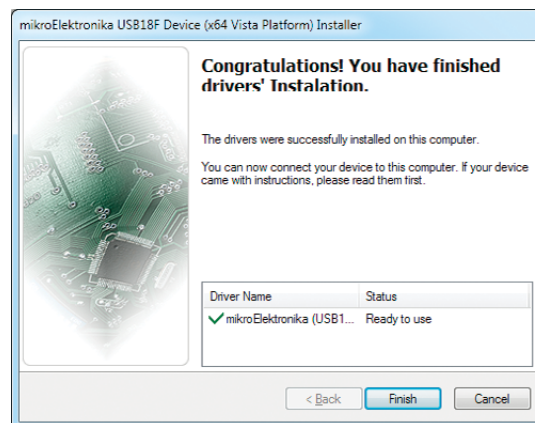 mikroElektronika USB18F Device (x64 Vista Platform) Installer
Congratulations! You have finished
drivers' Instalation.
The drivers were successfully installed on this computer.
You can now connect your device to this computer. If your device
came with instructions, please read them first.
Driver Name Status
mikroElektronika (USB1... Ready to use
< Back Finish Cancel